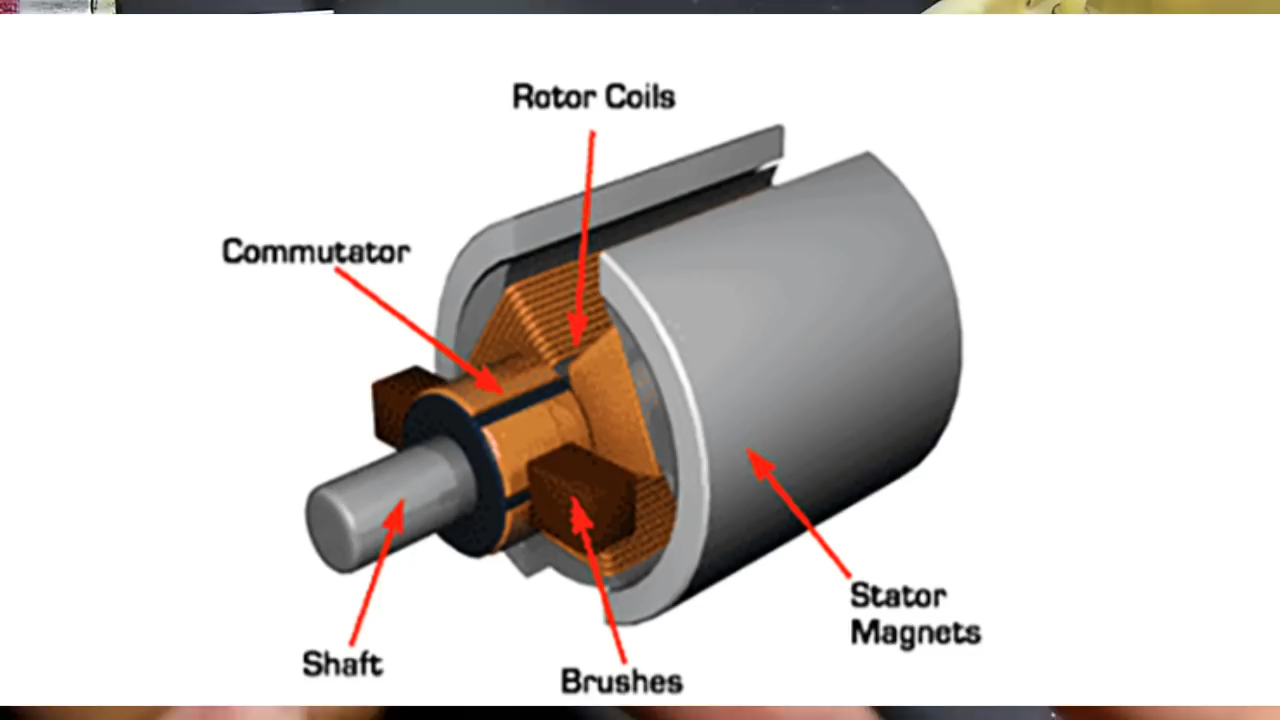 Rotor Coils
Commutator
Stator
Magnets
Shaft
Brushes